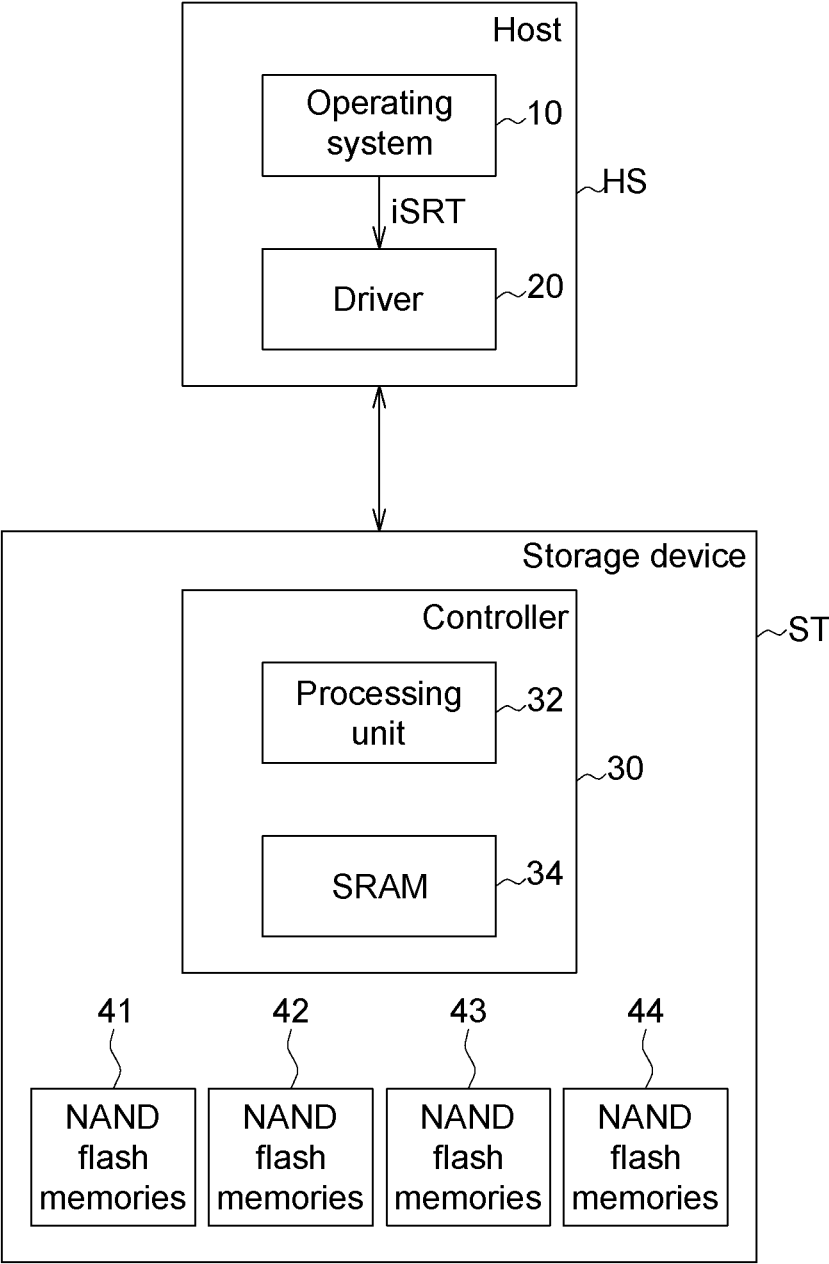 Host
Operating
system
10
HS
iSRT
Driver
20
Storage device
Controller
ST
Processing
unit
32
30
SRAM
34
41
42
43
44
NAND
flash
memories
NAND
flash
memories
NAND
flash
memories
NAND
flash
memories